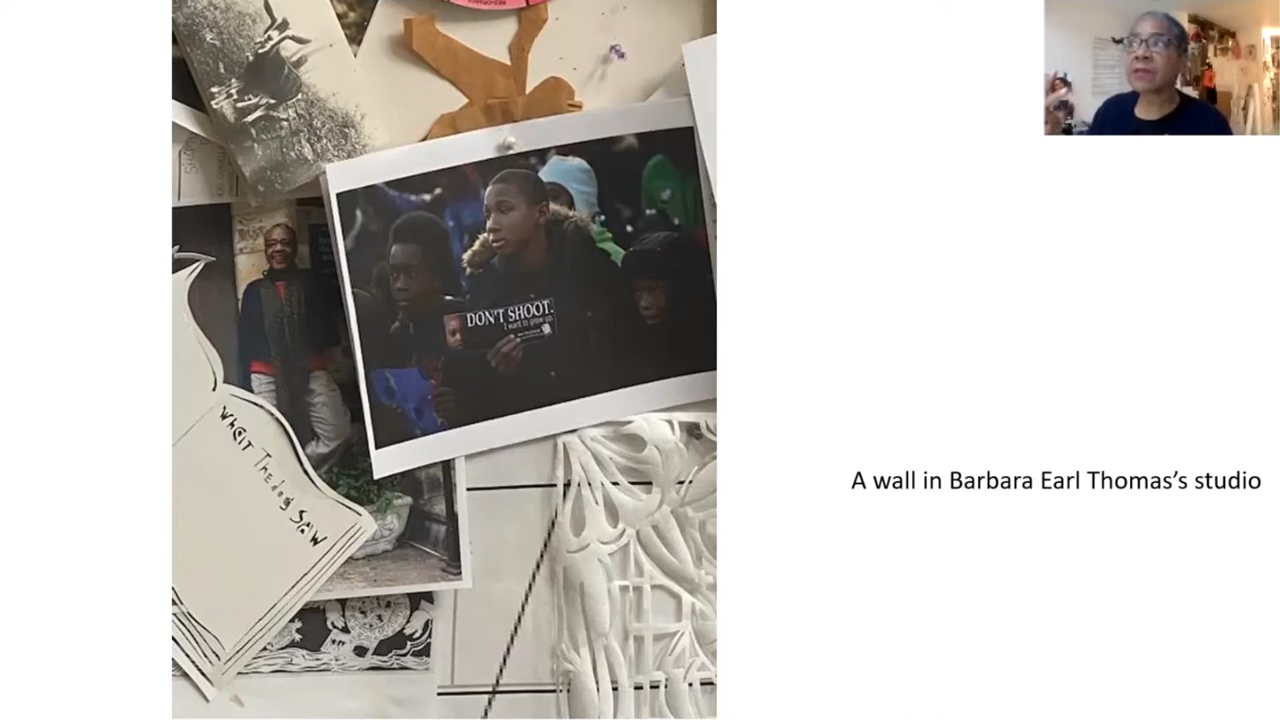 DON'T SHOOT.
I want to grow up.
What The dog SAW
A wall in Barbara Earl Thomas's studio